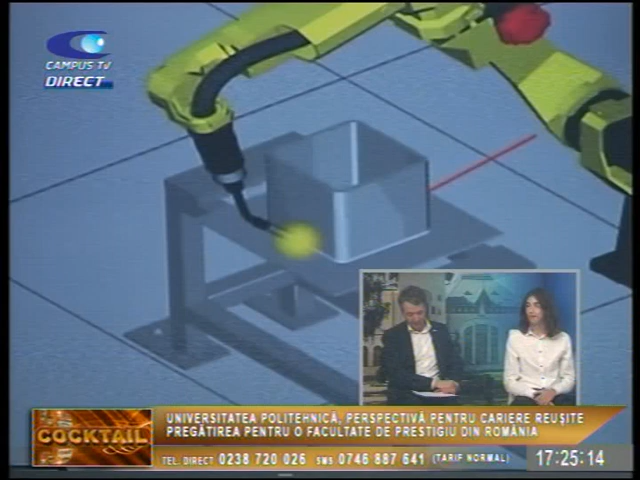 CAMPUS TV
DIRECT
COCKTAIL
UNIVERSITATEA POLITEHNICĂ, PERSPECTIVĂ PENTRU CARIERE REUȘITE
PREGĂTIREA PENTRU O FACULTATE DE PRESTIGIU DIN ROMÂNIA
TEL. DIRECT 0238 720 026 SMS 0746 887 641 (TARIF NORMAL)
17:25:14